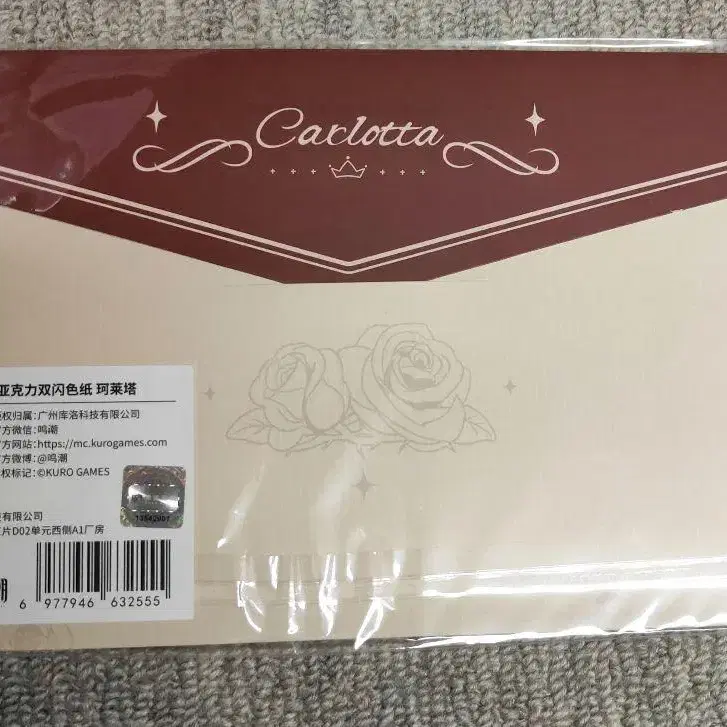 Carlotta
亚克力双闪色纸 珂莱塔
权归属:广州库洛科技有限公司
方微信:鸣潮
方网站:https://mc.kurogames.com
方微博:@鸣潮
权标记:©KURO GAMES
有限公司
片D02单元西侧A1厂房
6 977946 632555